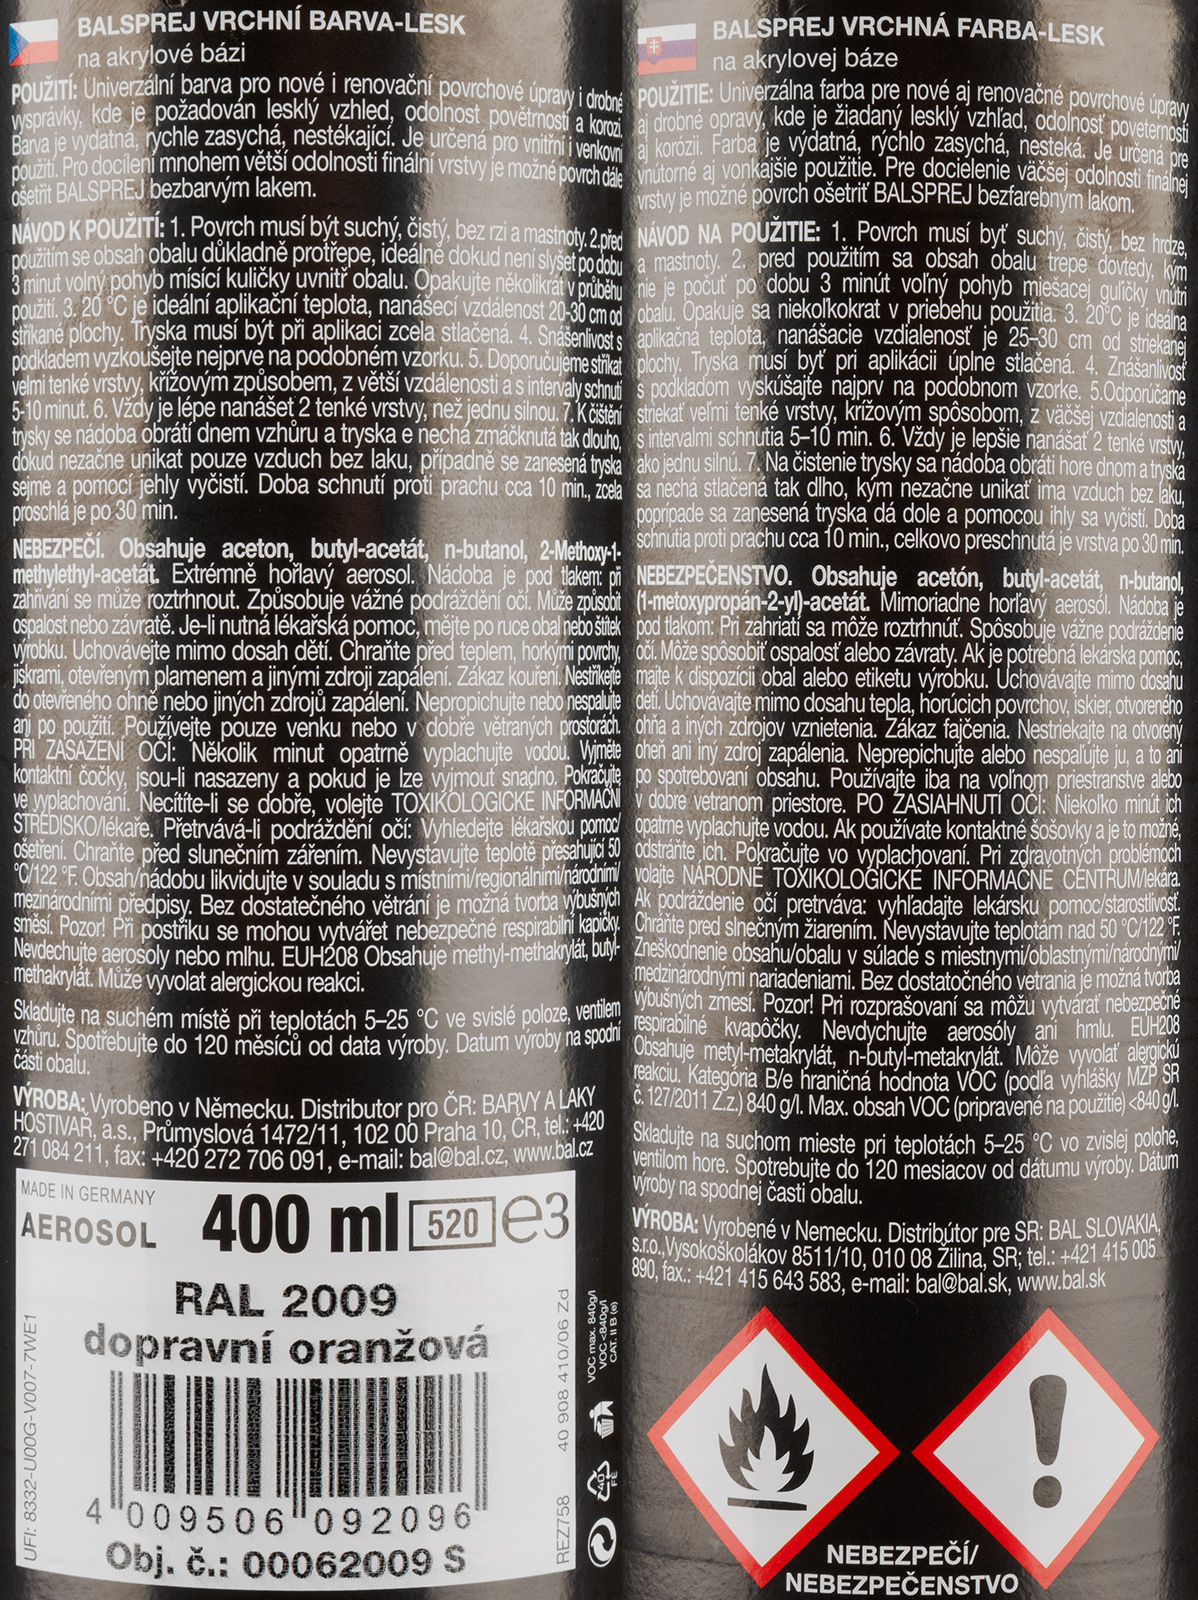 BALSPREJ VRCHNÍ BARVA-LESK
na akrylové bázi
POUŽITÍ: Univerzální barva pro nové i renovační povrchové úpravy i drobné
vysprávky, kde je požadován lesklý vzhled, odolnost povětrnosti a korozi.
Barva je vydatná, rychle zasychá, nestékající. Je určená pro vnitřní i venkovní
použití. Pro docílení mnohem větší odolnosti finální vrstvy je možné povrch dále
ošetřit BALSPREJ bezbarvým lakem.
NÁVOD K POUŽITÍ: 1. Povrch musí být suchý, čistý, bez rzi a mastnoty. 2.před
použitím se obsah obalu důkladně protřepe, ideálně dokud není slyšet po dobu
3 minut volný pohyb mísící kuličky uvnitř obalu. Opakujte několikrát v průběhu
použití. 3. 20 °C je ideální aplikační teplota, nanášecí vzdálenost 20-30 cm od
stříkané plochy. Tryska musí být při aplikaci zcela stlačená. 4. Snášenlivost s
podkladem vyzkoušejte nejprve na podobném vzorku. 5. Doporučujeme stříkat
velmi tenké vrstvy, křížovým způsobem, z větší vzdálenosti a s intervaly schnutí
5-10 minut. 6. Vždy je lépe nanášet 2 tenké vrstvy, než jednu silnou. 7. K čištění
trysky se nádoba obrátí dnem vzhůru a tryska e nechá zmáčknutá tak dlouho,
dokud nezačne unikat pouze vzduch bez laku, případně se zanesená tryska
sejme a pomocí jehly vyčistí. Doba schnutí proti prachu cca 10 min., zcela
proschlá je po 30 min.
NEBEZPEČÍ. Obsahuje aceton, butyl-acetát, n-butanol, 2-Methoxy-1-
methylethyl-acetát. Extrémně hořlavý aerosol. Nádoba je pod tlakem: při
zahřívání se může roztrhnout. Způsobuje vážné podráždění očí. Může způsobit
ospalost nebo závratě. Je-li nutná lékařská pomoc, mějte po ruce obal nebo štítek
výrobku. Uchovávejte mimo dosah dětí. Chraňte před teplem, horkými povrchy,
jiskrami, otevřeným plamenem a jinými zdroji zapálení. Zákaz kouření. Nestříkejte
do otevřeného ohně nebo jiných zdrojů zapálení. Nepropichujte nebo nespalujte
ani po použití. Používejte pouze venku nebo v dobře větraných prostorách.
PŘI ZASAŽENÍ OČÍ: Několik minut opatrně vyplachujte vodou. Vyjměte
kontaktní čočky, jsou-li nasazeny a pokud je lze vyjmout snadno. Pokračujte
ve vyplachování. Necítíte-li se dobře, volejte TOXIKOLOGICKÉ INFORMAČNÍ
STŘEDISKO/lékaře. Přetrvává-li podráždění očí: Vyhledejte lékařskou pomoc/
ošetření. Chraňte před slunečním zářením. Nevystavujte teplotě přesahující 50
°C/122 °F. Obsah/nádobu likvidujte v souladu s místními/regionálními/národními/
mezinárodními předpisy. Bez dostatečného větrání je možná tvorba výbušných
směsí. Pozor! Při postřiku se mohou vytvářet nebezpečné respirabilní kapičky.
Nevdechujte aerosoly nebo mlhu. EUH208 Obsahuje methyl-methakrylát, butyl-
methakrylát. Může vyvolat alergickou reakci.
Skladujte na suchém místě při teplotách 5–25 °C ve svislé poloze, ventilem
vzhůru. Spotřebujte do 120 měsíců od data výroby. Datum výroby na spodní
části obalu.
VÝROBA: Vyrobeno v Německu. Distributor pro ČR: BARVY A LAKY
HOSTIVAR, a.s., Průmyslová 1472/11, 102 00 Praha 10, ČR, tel.: +420
271 084 211, fax: +420 272 706 091, e-mail: bal@bal.cz, www.bal.cz
MADE IN GERMANY
AEROSOL
400 ml 520 e3
RAL 2009
dopravní oranžová
4 009506 092096
Obj. č.: 00062009 S
UFI: 8332-U00G-V007-7WE1
REZ758 40 908 410/06 Zd
VOC max. 840g/l
VOC <840g/l
CAT. II B (e)
40
FE
BALSPREJ VRCHNÁ FARBA-LESK
na akrylovej báze
POUŽITIE: Univerzálna farba pre nové aj renovačné povrchové úpravy
aj drobné opravy, kde je žiadaný lesklý vzhľad, odolnosť poveternosti
aj korózii. Farba je výdatná, rýchlo zasychá, nesteká. Je určená pre
vnútorné aj vonkajšie použitie. Pre docielenie väčšej odolnosti finálnej
vrstvy je možné povrch ošetriť BALSPREJ bezfarebným lakom.
NÁVOD NA POUŽITIE: 1. Povrch musí byť suchý, čistý, bez hrdze,
a mastnoty. 2. pred použitím sa obsah obalu trepe dovtedy, kým
nie je počuť po dobu 3 minút voľný pohyb miešacej guľičky vnútri
obalu. Opakuje sa niekoľkokrat v priebehu použitia. 3. 20°C je ideálna
aplikačná teplota, nanášacie vzdialenosť je 25–30 cm od striekanej
plochy. Tryska musí byť pri aplikácii úplne stlačená. 4. Znášanlivosť
s podkladom vyskúšajte najprv na podobnom vzorke. 5.Odporúčame
striekať veľmi tenké vrstvy, krížovým spôsobom, z väčšej vzdialenosti a
s intervalmi schnutia 5–10 min. 6. Vždy je lepšie nanášať 2 tenké vrstvy,
ako jednu silnú. 7. Na čistenie trysky sa nádoba obráti hore dnom a tryska
sa nechá stlačená tak dlho, kým nezačne unikať ima vzduch bez laku,
poprípade sa zanesená tryska dá dole a pomocou ihly sa vyčistí. Doba
schnutia proti prachu cca 10 min., celkovo preschnutá je vrstva po 30 min.
NEBEZPEČENSTVO. Obsahuje acetón, butyl-acetát, n-butanol,
(1-metoxypropán-2-yl)-acetát. Mimoriadne horľavý aerosól. Nádoba je
pod tlakom: Pri zahriatí sa môže roztrhnúť. Spôsobuje vážne podráždenie
očí. Môže spôsobiť ospalosť alebo závraty. Ak je potrebná lekárska pomoc,
majte k dispozícii obal alebo etiketu výrobku. Uchovávajte mimo dosahu
detí. Uchovávajte mimo dosahu tepla, horúcich povrchov, iskier, otvoreného
ohňa a iných zdrojov vznietenia. Zákaz fajčenia. Nestriekajte na otvorený
oheň ani iný zdroj zapálenia. Neprepichujte alebo nespaľujte ju, a to ani
po spotrebovaní obsahu. Používajte iba na voľnom priestranstve alebo
v dobre vetranom priestore. PO ZASIAHNUTÍ OČÍ: Niekoľko minút ich
opatrne vyplachujte vodou. Ak používate kontaktné šošovky a je to možné,
odstráňte ich. Pokračujte vo vyplachovaní. Pri zdravotných problémoch
volajte NÁRODNÉ TOXIKOLOGICKÉ INFORMAČNÉ CENTRUM/lekára.
Ak podráždenie očí pretrváva: vyhľadajte lekársku pomoc/starostlivosť.
Chráňte pred slnečným žiarením. Nevystavujte teplotám nad 50 °C/122 °F.
Zneškodnenie obsahu/obalu v súlade s miestnymi/oblastnými/národnými/
medzinárodnými nariadeniami. Bez dostatočného vetrania je možná tvorba
výbušných zmesí. Pozor! Pri rozprašovaní sa môžu vytvárať nebezpečné
respirabilné kvapôčky. Nevdychujte aerosóly ani hmlu. EUH208
Obsahuje metyl-metakrylát, n-butyl-metakrylát. Môže vyvolať alergickú
reakciu. Kategória B/e hraničná hodnota VOC (podľa vyhlášky MŽP SR
č. 127/2011 Z.z.) 840 g/l. Max. obsah VOC (pripravené na použitie) <840 g/l.
Skladujte na suchom mieste pri teplotách 5–25 °C vo zvislej polohe,
ventilom hore. Spotrebujte do 120 mesiacov od dátumu výroby. Dátum
výroby na spodnej časti obalu.
VÝROBA: Vyrobené v Nemecku. Distribútor pre SR: BAL SLOVAKIA,
s.r.o.,Vysokoškolákov 8511/10, 010 08 Žilina, SR; tel.: +421 415 005
890, fax.: +421 415 643 583, e-mail: bal@bal.sk, www.bal.sk
NEBEZPEČÍ/
NEBEZPEČENSTVO